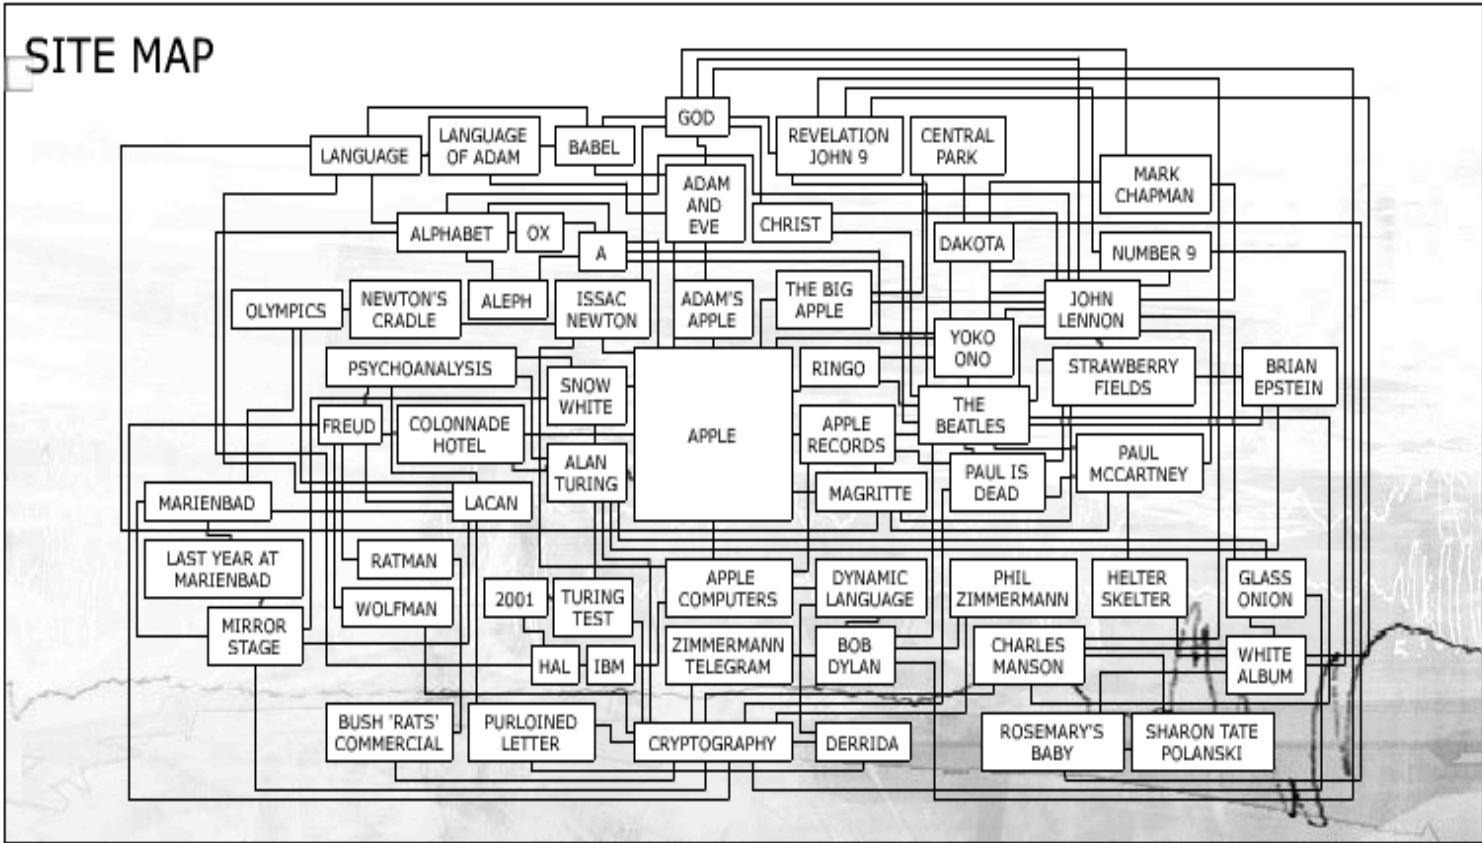 SITE MAP
GOD
LANGUAGE
LANGUAGE
OF ADAM
BABEL
REVELATION
JOHN 9
CENTRAL
PARK
MARK
CHAPMAN
ADAM
AND
EVE
CHRIST
ALPHABET
OX
A
DAKOTA
NUMBER 9
OLYMPICS
NEWTON'S
CRADLE
ALEPH
ISSAC
NEWTON
ADAM'S
APPLE
THE BIG
APPLE
JOHN
LENNON
YOKO
ONO
PSYCHOANALYSIS
SNOW
WHITE
APPLE
RINGO
STRAWBERRY
FIELDS
BRIAN
EPSTEIN
FREUD
COLONNADE
HOTEL
APPLE
RECORDS
THE
BEATLES
ALAN
TURING
PAUL IS
DEAD
PAUL
MCCARTNEY
MARIENBAD
LACAN
MAGRITTE
LAST YEAR AT
MARIENBAD
RATMAN
2001
TURING
TEST
APPLE
COMPUTERS
DYNAMIC
LANGUAGE
PHIL
ZIMMERMANN
HELTER
SKELTER
GLASS
ONION
WOLFMAN
MIRROR
STAGE
HAL
IBM
ZIMMERMANN
TELEGRAM
BOB
DYLAN
CHARLES
MANSON
WHITE
ALBUM
BUSH 'RATS'
COMMERCIAL
PURLOINED
LETTER
CRYPTOGRAPHY
DERRIDA
ROSEMARY'S
BABY
SHARON TATE
POLANSKI